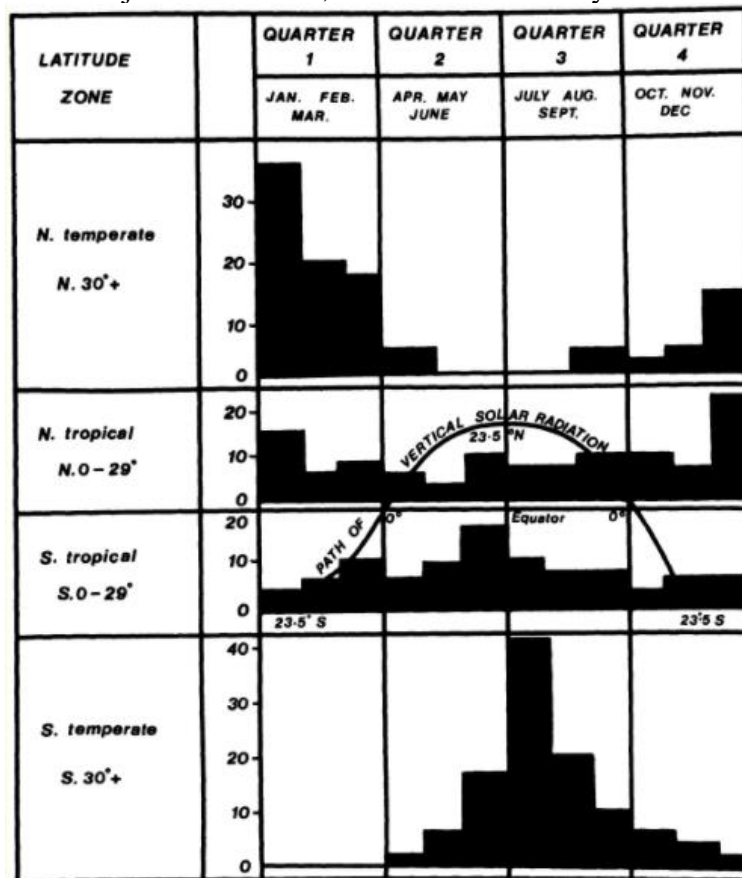 LATITUDE
ZONE
QUARTER
1
QUARTER
2
QUARTER
3
QUARTER
4
JAN. FEB.
MAR.
APR. MAY
JUNE
JULY AUG.
SEPT.
OCT. NOV.
DEC
N. temperate
N. 30°+
30
20
10
0
N. tropical
N. 0-29°
20
10
0
VERTICAL SOLAR RADIATION
23·5°N
S. tropical
S. 0-29°
20
10
0
PATH OF
0°
Equator
0°
23·5° S
23·5 S
S. temperate
S. 30°+
40
30
20
10
0